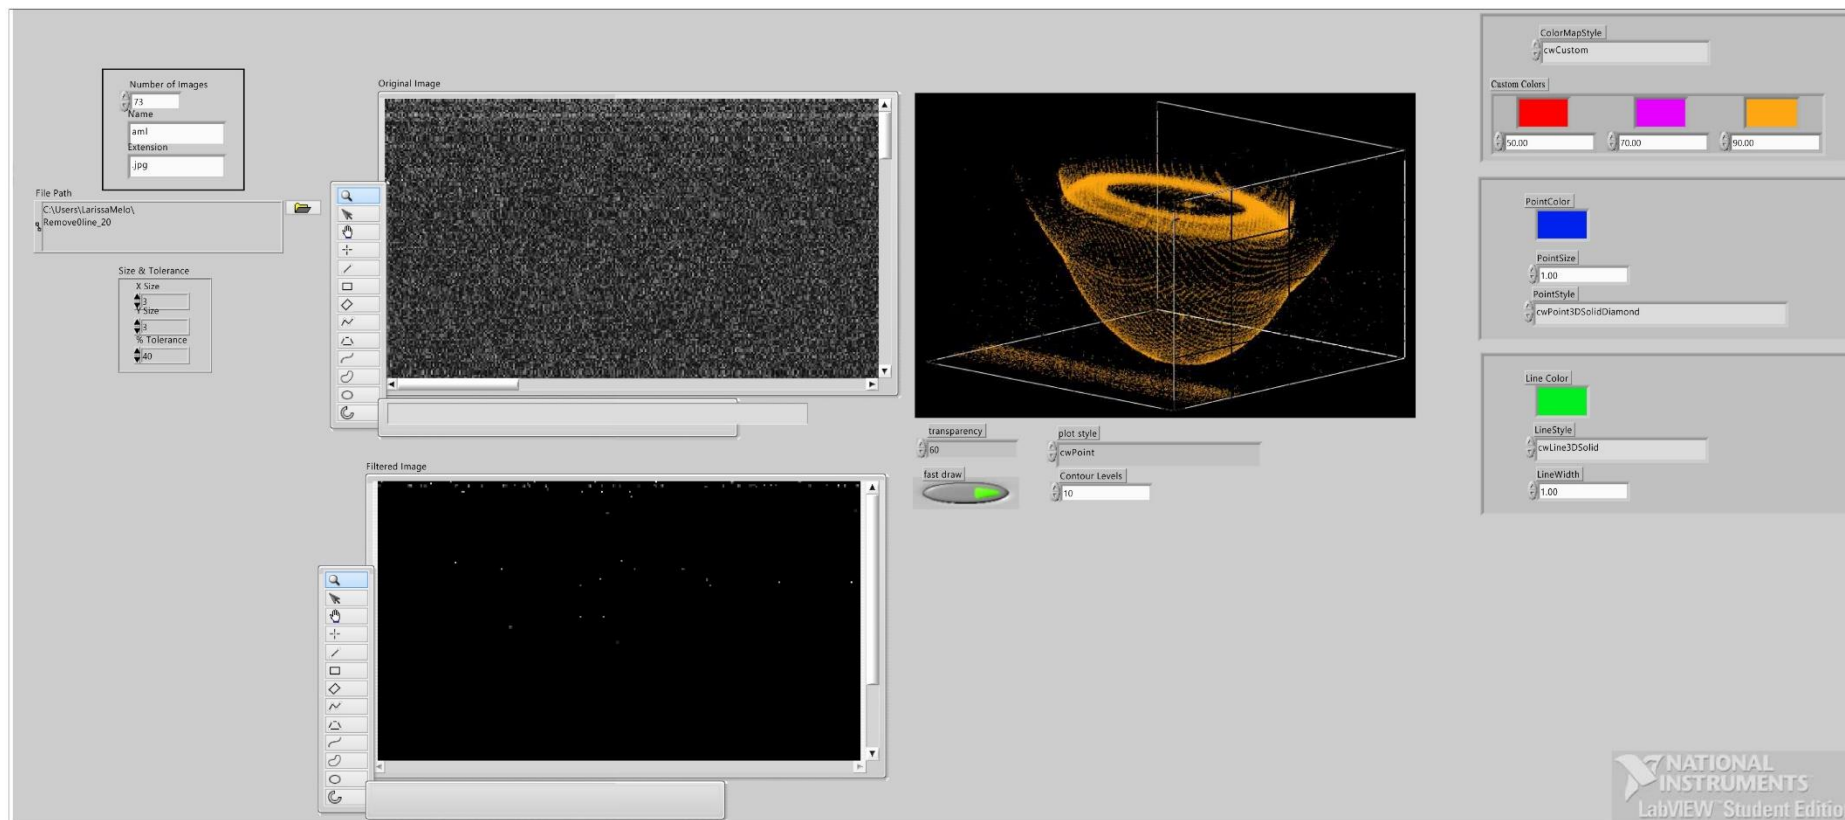 Number of Images
73
Name
aml
Extension
.jpg
File Path
C:\Users\LarissaMelo\
Remove0line_20
Size & Tolerance
X Size
3
Y Size
3
% Tolerance
40
Original Image
Filtered Image
transparency
60
fast draw
plot style
cwPoint
Contour Levels
10
ColorMapStyle
cwCustom
Custom Colors
50.00
70.00
90.00
PointColor
PointSize
1.00
PointStyle
cwPoint3DSolidDiamond
Line Color
LineStyle
cwLine3DSolid
LineWidth
1.00
NATIONAL
INSTRUMENTS
LabVIEW™ Student Editio